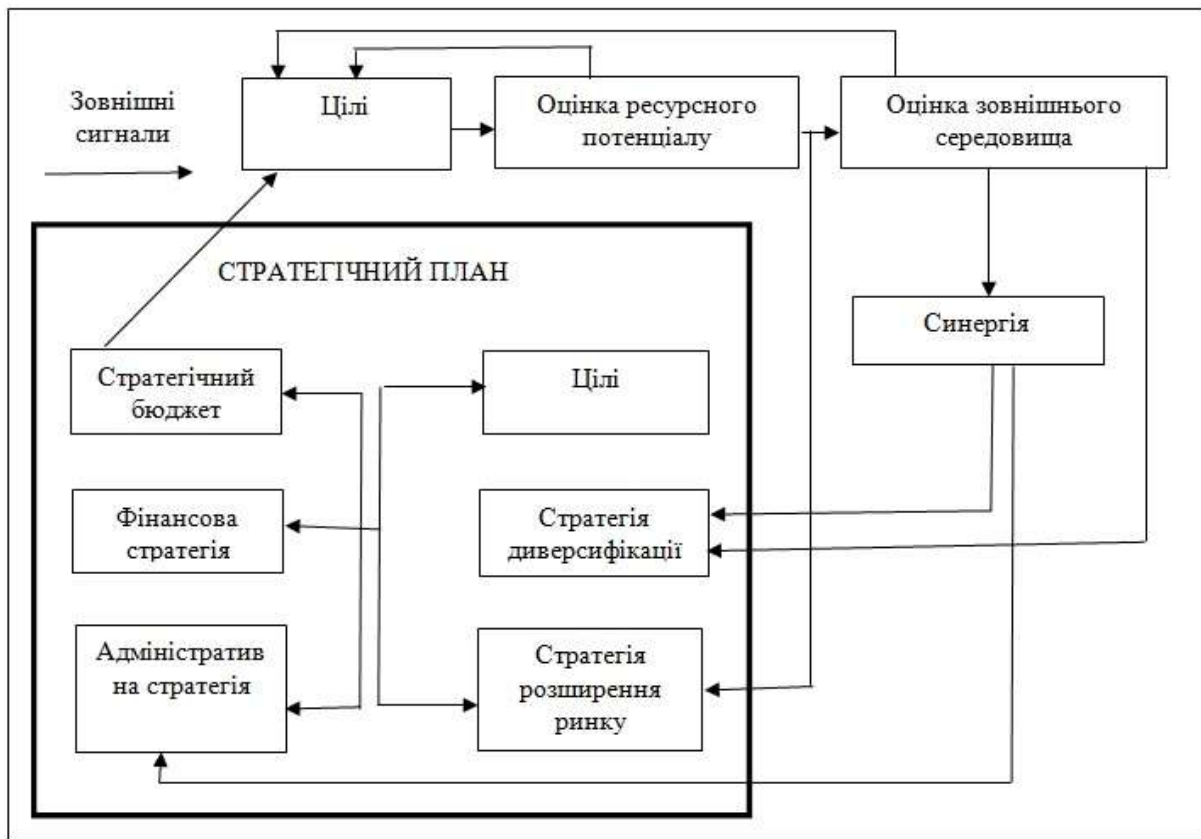 Зовнішні
сигнали
Цілі
Оцінка ресурсного
потенціалу
Оцінка зовнішнього
середовища
СТРАТЕГІЧНИЙ ПЛАН
Синергія
Стратегічний
бюджет
Цілі
Фінансова
стратегія
Стратегія
диверсифікації
Адміністратив
на стратегія
Стратегія
розширення
ринку